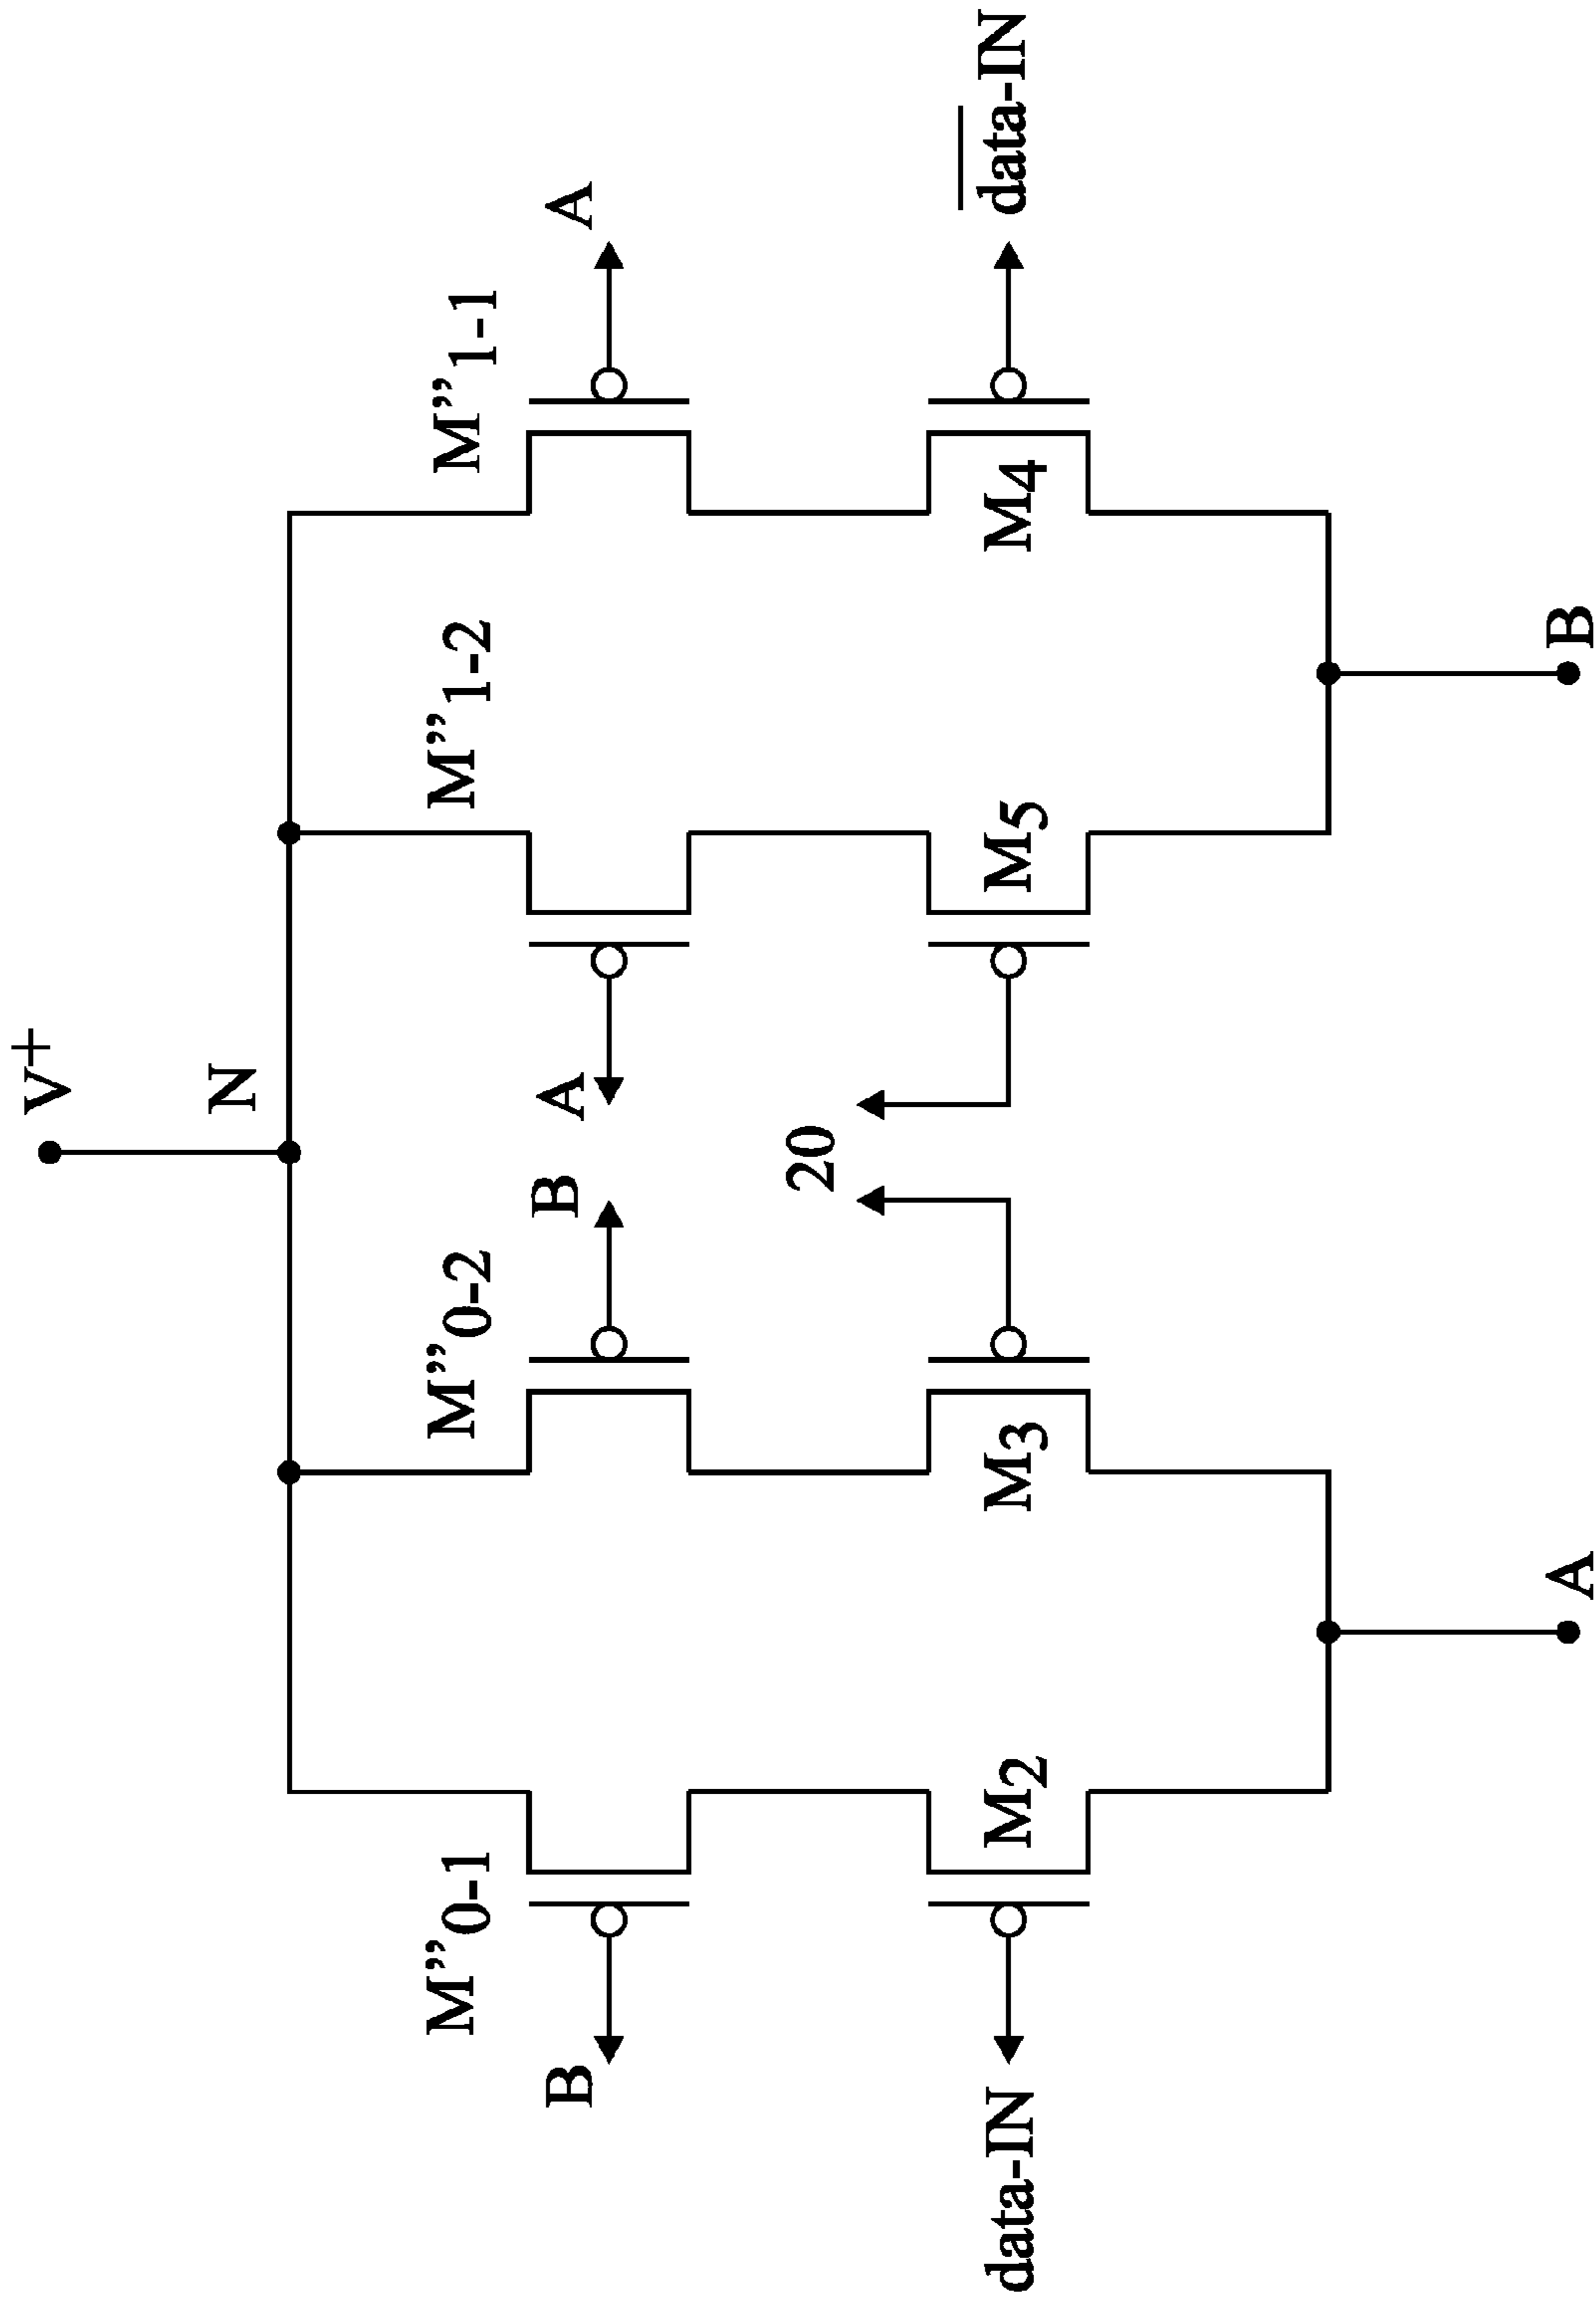 V+
N
M”0-1
M”0-2
M”1-2
M”1-1
B
B
A
A
20
data-IN
M2
M3
M5
M4
data-IN
A
B